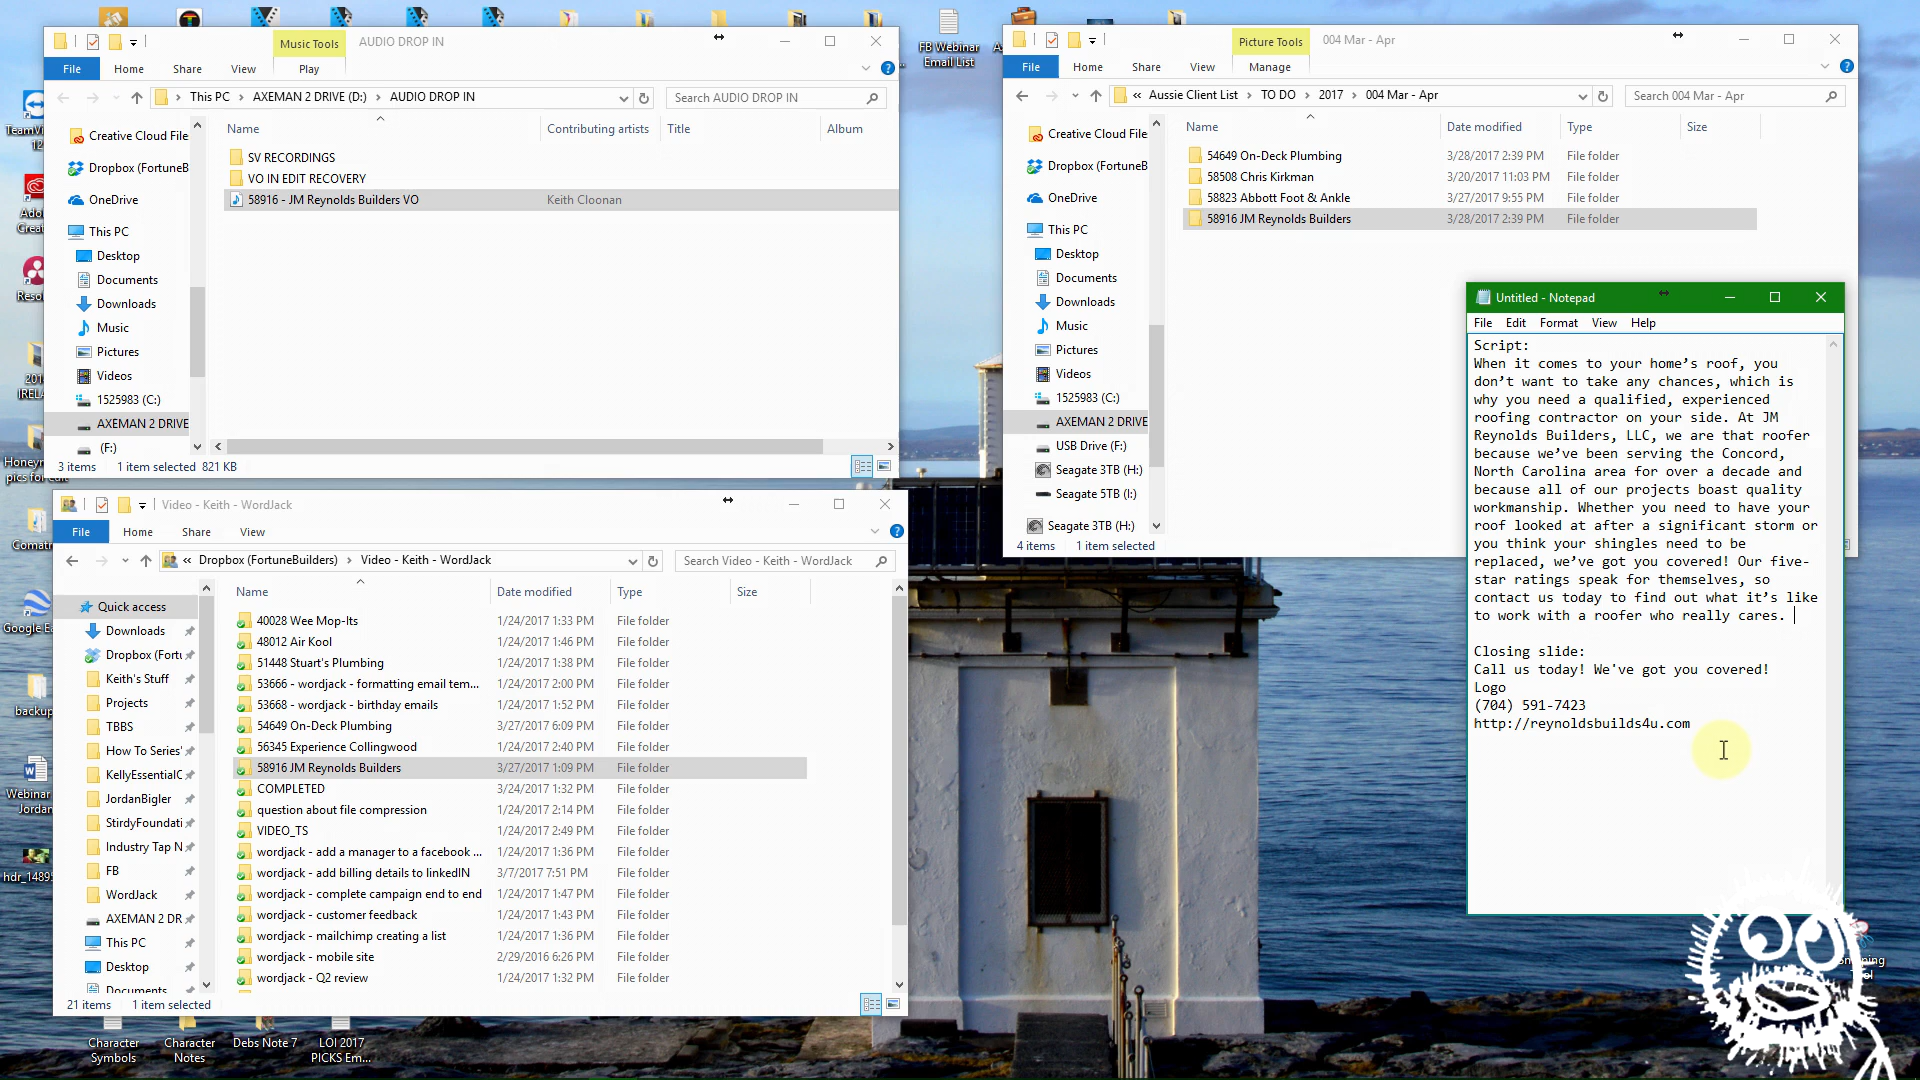 Music Tools
AUDIO DROP IN
File
Home
Share
View
Play
This PC
AXEMAN 2 DRIVE (D:)
AUDIO DROP IN
Search AUDIO DROP IN
Name
Contributing artists
Title
Album
Creative Cloud File
Dropbox (FortuneB
OneDrive
This PC
Desktop
Documents
Downloads
Music
Pictures
Videos
1525983 (C:)
AXEMAN 2 DRIVE
(F:)
SV RECORDINGS
VO IN EDIT RECOVERY
58916 - JM Reynolds Builders VO
Keith Cloonan
3 items
1 item selected
821 KB
FB Webinar
Email List
Picture Tools
004 Mar - Apr
File
Home
Share
View
Manage
«
Aussie Client List
TO DO
2017
004 Mar - Apr
Search 004 Mar - Apr
Name
Date modified
Type
Size
Creative Cloud File
Dropbox (FortuneB
OneDrive
This PC
Desktop
Documents
Downloads
Music
Pictures
Videos
1525983 (C:)
AXEMAN 2 DRIVE
USB Drive (F:)
Seagate 3TB (H:)
Seagate 5TB (I:)
Seagate 3TB (H:)
54649 On-Deck Plumbing 3/28/2017 2:39 PM File folder
58508 Chris Kirkman 3/20/2017 11:03 PM File folder
58823 Abbott Foot & Ankle 3/27/2017 9:55 PM File folder
58916 JM Reynolds Builders 3/28/2017 2:39 PM File folder
4 items
1 item selected
Untitled - Notepad
File
Edit
Format
View
Help
Script:
When it comes to your home’s roof, you
don’t want to take any chances, which is
why you need a qualified, experienced
roofing contractor on your side. At JM
Reynolds Builders, LLC, we are that roofer
because we’ve been serving the Concord,
North Carolina area for over a decade and
because all of our projects boast quality
workmanship. Whether you need to have your
roof looked at after a significant storm or
you think your shingles need to be
replaced, we’ve got you covered! Our five-
star ratings speak for themselves, so
contact us today to find out what it’s like
to work with a roofer who really cares.
Closing slide:
Call us today! We've got you covered!
Logo
(704) 591-7423
http://reynoldsbuilds4u.com
Video - Keith - WordJack
File
Home
Share
View
«
Dropbox (FortuneBuilders)
Video - Keith - WordJack
Search Video - Keith - WordJack
Name
Date modified
Type
Size
Quick access
Downloads
Dropbox (Fortu
Keith's Stuff
Projects
TBBS
How To Series'
KellyEssentialC
JordanBigler
StirdyFoundati
Industry Tap N
FB
WordJack
AXEMAN 2 DR
This PC
Desktop
Documents
40028 Wee Mop-Its 1/24/2017 1:33 PM File folder
48012 Air Kool 1/24/2017 1:46 PM File folder
51448 Stuart's Plumbing 1/24/2017 1:38 PM File folder
53666 - wordjack - formatting email tem... 1/24/2017 2:00 PM File folder
53668 - wordjack - birthday emails 1/24/2017 1:52 PM File folder
54649 On-Deck Plumbing 3/27/2017 6:09 PM File folder
56345 Experience Collingwood 1/24/2017 2:40 PM File folder
58916 JM Reynolds Builders 3/27/2017 1:09 PM File folder
COMPLETED 3/24/2017 1:32 PM File folder
question about file compression 1/24/2017 2:14 PM File folder
VIDEO_TS 1/24/2017 2:49 PM File folder
wordjack - add a manager to a facebook ... 1/24/2017 1:36 PM File folder
wordjack - add billing details to linkedIN 3/7/2017 7:51 PM File folder
wordjack - complete campaign end to end 1/24/2017 1:47 PM File folder
wordjack - customer feedback 1/24/2017 1:43 PM File folder
wordjack - mailchimp creating a list 1/24/2017 1:36 PM File folder
wordjack - mobile site 2/29/2016 6:26 PM File folder
wordjack - Q2 review 1/24/2017 1:32 PM File folder
21 items
1 item selected
TeamVi
12
Ado
Creat
Reso
201
IREL
Honey
pics for
Comat
Google Ea
backup
Webinar
Jordan
hdr_1489
Character
Symbols
Character
Notes
Debs Note 7
LOI 2017
PICKS Em...